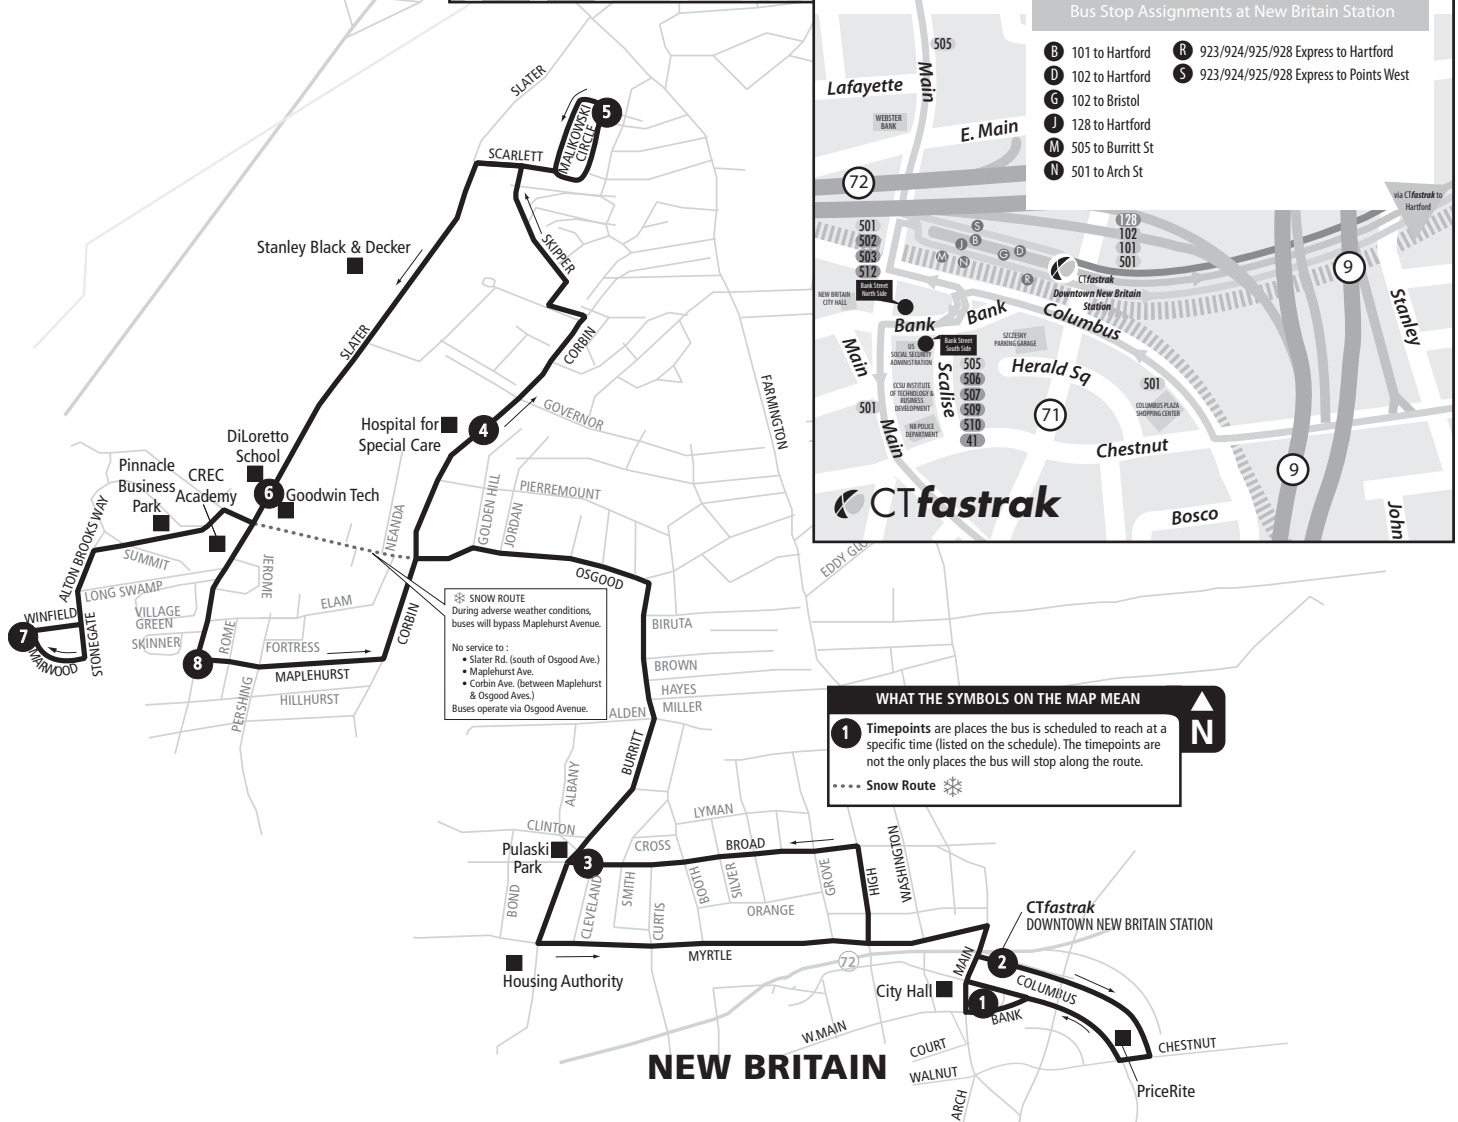 Bus Stop Assignments at New Britain Station
B 101 to Hartford
D 102 to Hartford
G 102 to Bristol
J 128 to Hartford
M 505 to Burritt St
N 501 to Arch St
R 923/924/925/928 Express to Hartford
S 923/924/925/928 Express to Points West
505
Main
Lafayette
WEBSTER
BANK
E. Main
72
via CTfastrak to
Hartford
501
502
503
512
S
J
B
M
N
G
D
R
128
102
101
501
9
CTfastrak
Downtown New Britain
Station
NEW BRITAIN
CITY HALL
Bank Street
North Side
Bank
Bank
Columbus
Stanley
Main
US
SOCIAL SECURITY
ADMINISTRATION
Bank Street
South Side
SZCZESNY
PARKING GARAGE
Scalise
505
506
507
509
510
41
Herald Sq
501
COLUMBUS PLAZA
SHOPPING CENTER
CCSU INSTITUTE
OF TECHNOLOGY &
BUSINESS
DEVELOPMENT
501
71
Main
NB POLICE
DEPARTMENT
Chestnut
9
CTfastrak
Bosco
John
SLATER
5
MALIKOWSKI
CIRCLE
SCARLETT
SKIPPER
Stanley Black & Decker
SLATER
CORBIN
FARMINGTON
Hospital for
Special Care
4
GOVERNOR
DiLoretto
School
Pinnacle
Business
Park
CREC
Academy
6
Goodwin Tech
GOLDEN HILL
PIERREMOUNT
JORDAN
NEANDA
ALTON BROOKS WAY
SUMMIT
JEROME
OSGOOD
EDDY GLO
LONG SWAMP
VILLAGE
GREEN
ELAM
WINFIELD
7
MARWOOD
STONEGATE
SKINNER
ROME
FORTRESS
CORBIN
8
MAPLEHURST
HILLHURST
PERSHING
SNOW ROUTE
During adverse weather conditions,
buses will bypass Maplehurst Avenue.
No service to :
• Slater Rd. (south of Osgood Ave.)
• Maplehurst Ave.
• Corbin Ave. (between Maplehurst
& Osgood Aves.)
Buses operate via Osgood Avenue.
BIRUTA
BROWN
HAYES
MILLER
ALDEN
BURRITT
ALBANY
WHAT THE SYMBOLS ON THE MAP MEAN
N
1 Timepoints are places the bus is scheduled to reach at a
specific time (listed on the schedule). The timepoints are
not the only places the bus will stop along the route.
Snow Route
CLINTON
LYMAN
Pulaski
Park
3
CROSS
BROAD
WASHINGTON
BOND
CLEVELAND
SMITH
CURTIS
BOOTH
SILVER
GROVE
HIGH
ORANGE
MYRTLE
72
Housing Authority
CTfastrak
DOWNTOWN NEW BRITAIN STATION
MAIN
2
COLUMBUS
City Hall
1
BANK
W.MAIN
COURT
WALNUT
ARCH
CHESTNUT
PriceRite
NEW BRITAIN